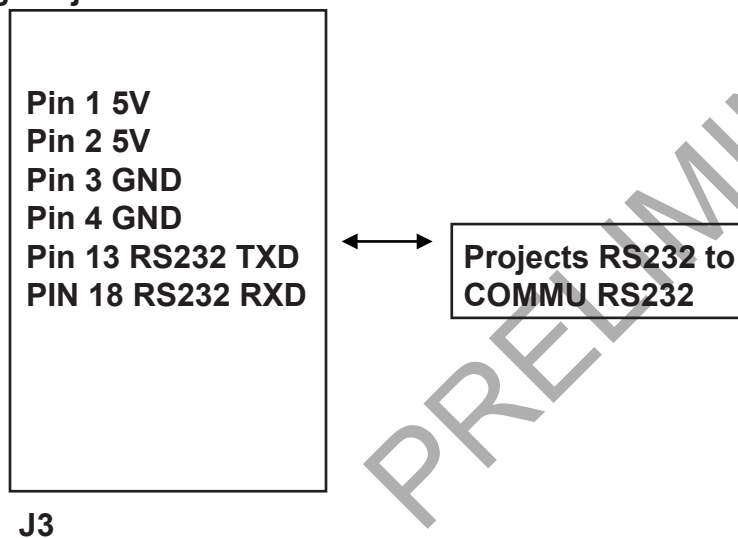 Pin 1 5V
Pin 2 5V
Pin 3 GND
Pin 4 GND
Pin 13 RS232 TXD
PIN 18 RS232 RXD
Projects RS232 to
COMMU RS232
J3